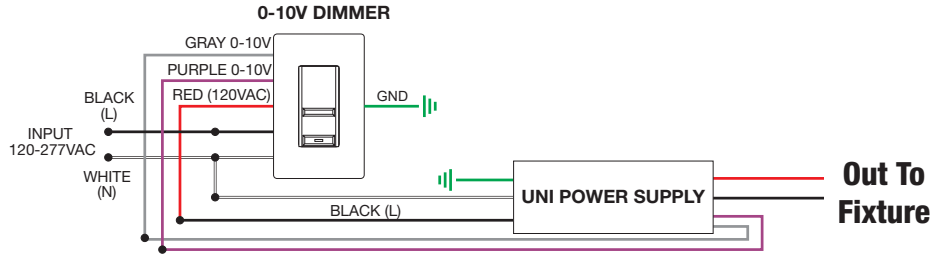 0-10V DIMMER
GRAY 0-10V
PURPLE 0-10V
RED (120VAC)
BLACK
(L)
GND
INPUT
120-277VAC
WHITE
(N)
UNI POWER SUPPLY
Out To
Fixture
BLACK (L)